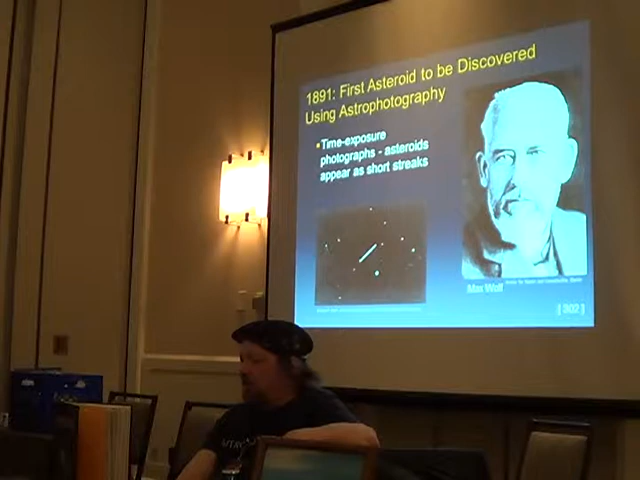 1891: First Asteroid to be Discovered
Using Astrophotography
Time-exposure
photographs - asteroids
appear as short streaks
Max Wolf
[302]